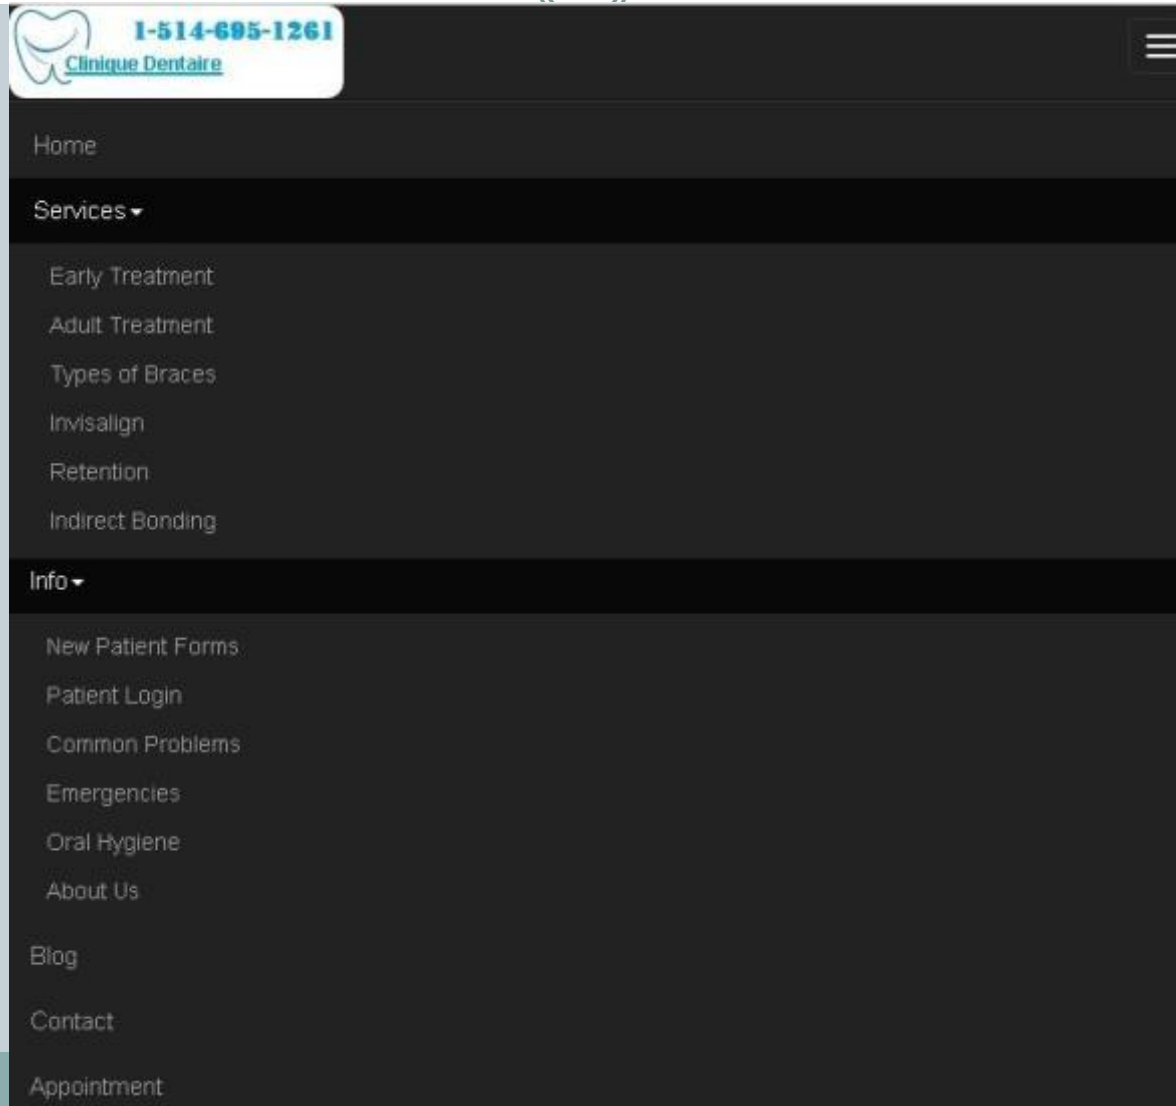 1-514-695-1261
Clinique Dentaire
Home
Services
Early Treatment
Adult Treatment
Types of Braces
Invisalign
Retention
Indirect Bonding
Info
New Patient Forms
Patient Login
Common Problems
Emergencies
Oral Hygiene
About Us
Blog
Contact
Appointment